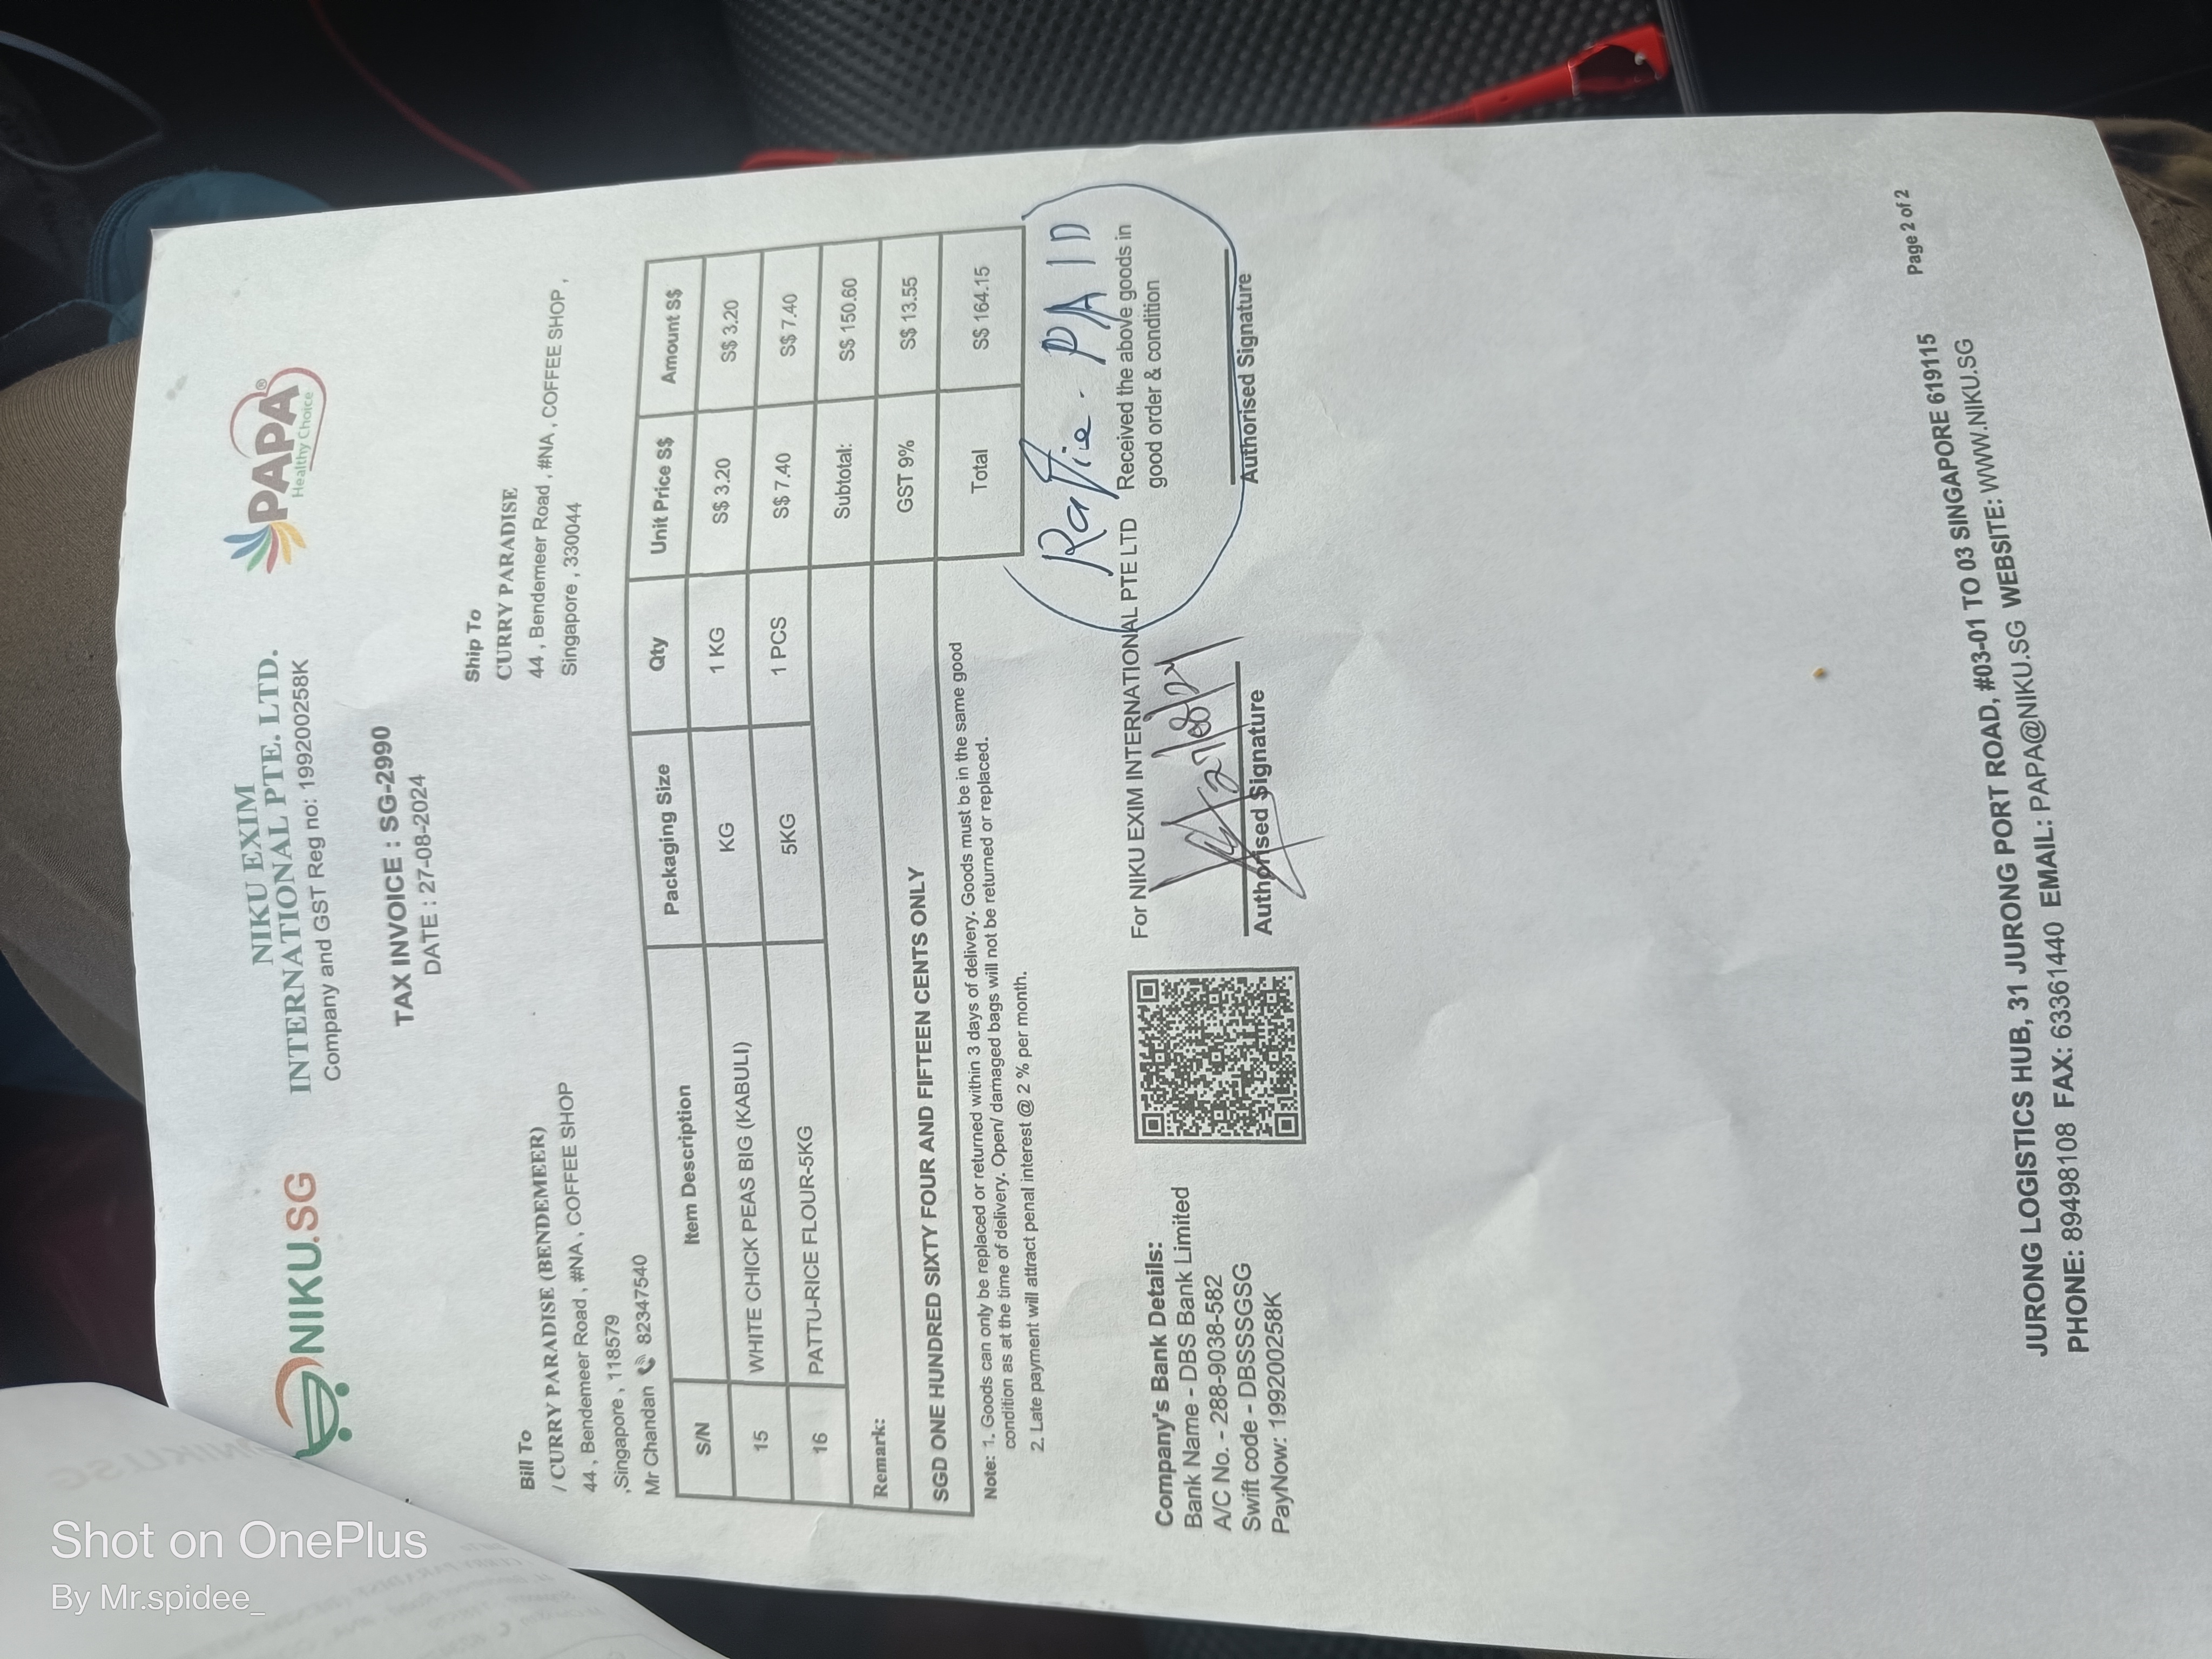 NIKU.SG
NIKU EXIM
INTERNATIONAL PTE. LTD.
Company and GST Reg no: 199200258K
PAPA®
Healthy Choice
TAX INVOICE : SG-2990
DATE : 27-08-2024
Bill To
/ CURRY PARADISE (BENDEMEER)
44 , Bendemeer Road , #NA , COFFEE SHOP
,Singapore , 118579
Mr Chandan 82347540
Ship To
CURRY PARADISE
44 , Bendemeer Road , #NA , COFFEE SHOP ,
Singapore , 330044
S/N Item Description Packaging Size Qty Unit Price S$ Amount S$
15 WHITE CHICK PEAS BIG (KABULI) KG 1 KG S$ 3.20 S$ 3.20
16 PATTU-RICE FLOUR-5KG 5KG 1 PCS S$ 7.40 S$ 7.40
Remark: Subtotal: S$ 150.60
GST 9% S$ 13.55
SGD ONE HUNDRED SIXTY FOUR AND FIFTEEN CENTS ONLY Total S$ 164.15
Note: 1. Goods can only be replaced or returned within 3 days of delivery. Goods must be in the same good
condition as at the time of delivery. Open/ damaged bags will not be returned or replaced.
2. Late payment will attract penal interest @ 2 % per month.
PAID
Company's Bank Details:
Bank Name - DBS Bank Limited
A/C No. - 288-9038-582
Swift code - DBSSSGSG
PayNow: 199200258K
For NIKU EXIM INTERNATIONAL PTE LTD
27/08/24
Authorised Signature
Received the above goods in
good order & condition
Authorised Signature
Page 2 of 2
JURONG LOGISTICS HUB, 31 JURONG PORT ROAD, #03-01 TO 03 SINGAPORE 619115
PHONE: 89498108 FAX: 63361440 EMAIL: PAPA@NIKU.SG WEBSITE: WWW.NIKU.SG
Shot on OnePlus
By Mr.spidee_